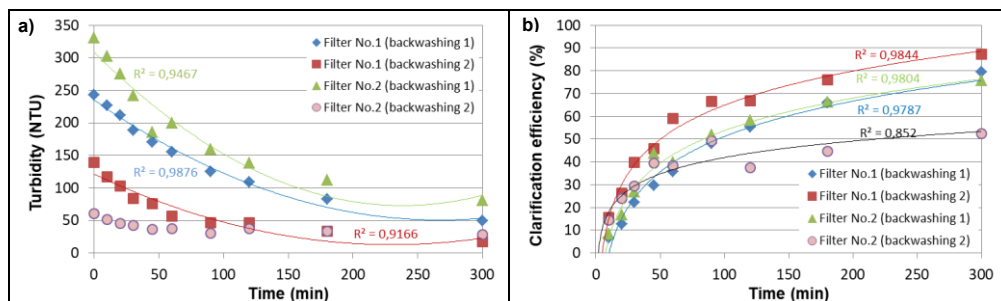 a)
Turbidity (NTU)
350
300
250
200
150
100
50
0
0
50
100
150
200
250
300
Time (min)
Filter No.1 (backwashing 1)
Filter No.1 (backwashing 2)
Filter No.2 (backwashing 1)
Filter No.2 (backwashing 2)
R² = 0,9467
R² = 0,9876
R² = 0,9166
b)
Clarification efficiency (%)
100
90
80
70
60
50
40
30
20
10
0
0
50
100
150
200
250
300
Time (min)
R² = 0,9844
R² = 0,9804
R² = 0,9787
R² = 0,852
Filter No.1 (backwashing 1)
Filter No.1 (backwashing 2)
Filter No.2 (backwashing 1)
Filter No.2 (backwashing 2)